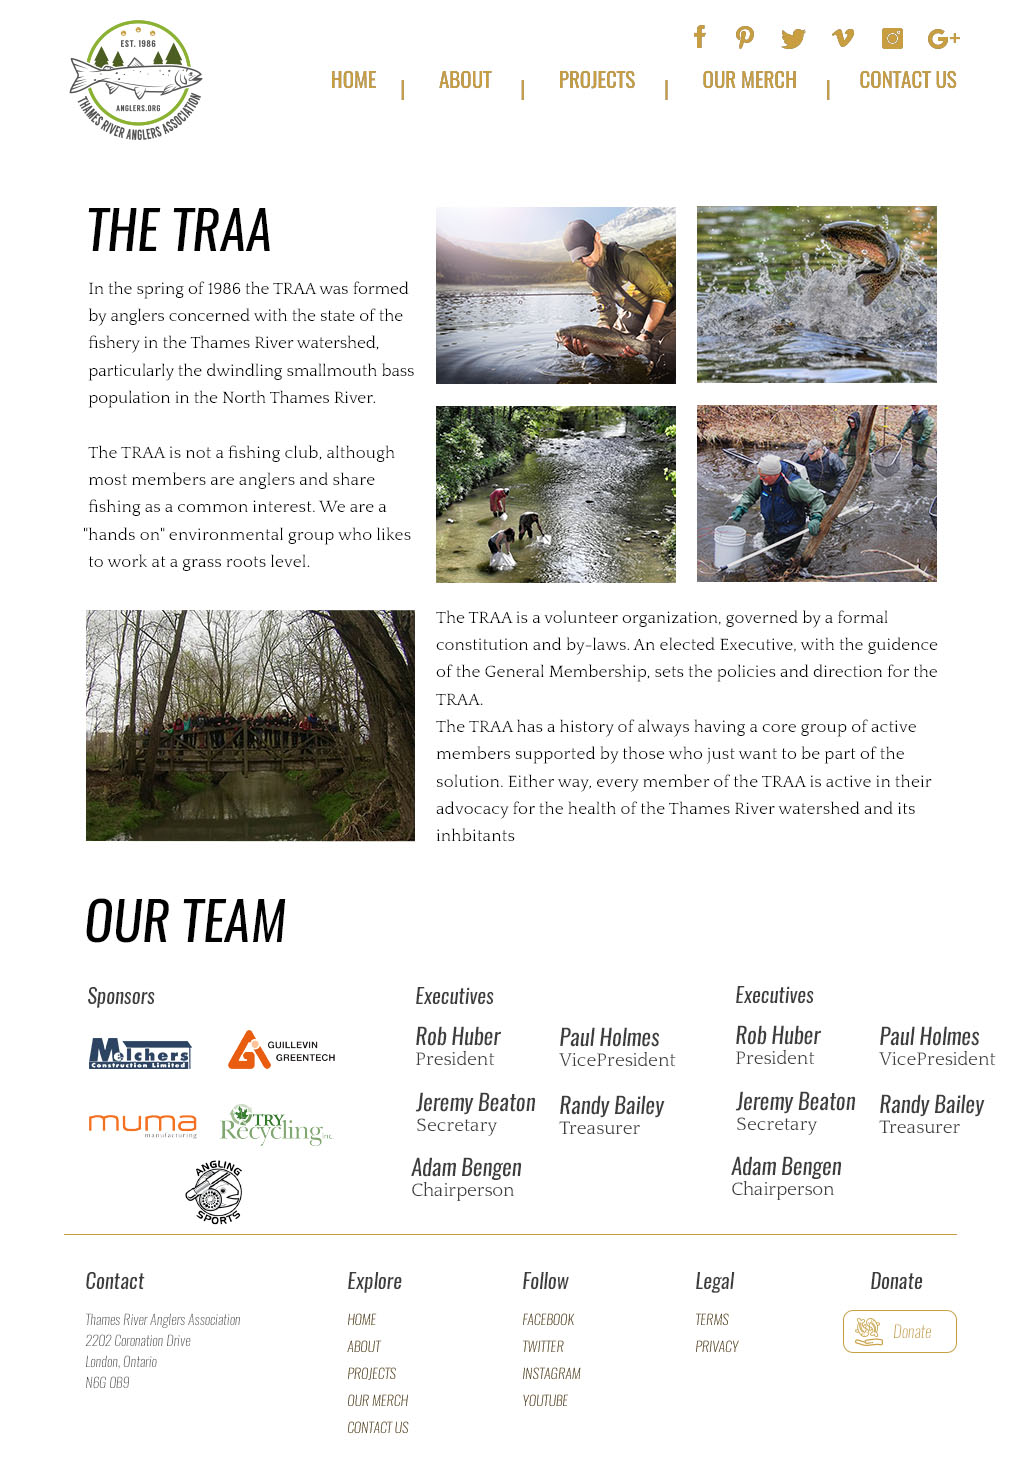 EST. 1986
ANGLERS.ORG
THAMES RIVER ANGLERS ASSOCIATION
HOME | ABOUT | PROJECTS | OUR MERCH | CONTACT US
THE TRAA
In the spring of 1986 the TRAA was formed
by anglers concerned with the state of the
fishery in the Thames River watershed,
particularly the dwindling smallmouth bass
population in the North Thames River.
The TRAA is not a fishing club, although
most members are anglers and share
fishing as a common interest. We are a
"hands on" environmental group who likes
to work at a grass roots level.
The TRAA is a volunteer organization, governed by a formal
constitution and by-laws. An elected Executive, with the guidence
of the General Membership, sets the policies and direction for the
TRAA.
The TRAA has a history of always having a core group of active
members supported by those who just want to be part of the
solution. Either way, every member of the TRAA is active in their
advocacy for the health of the Thames River watershed and its
inhbitants
OUR TEAM
Sponsors
Melchers
Construction Limited
GUILLEVIN
GREENTECH
muma
manufacturing
TRY
Recycling inc.
ANGLING
SPORTS
Executives
Rob Huber
President
Paul Holmes
VicePresident
Jeremy Beaton
Secretary
Randy Bailey
Treasurer
Adam Bengen
Chairperson
Executives
Rob Huber
President
Paul Holmes
VicePresident
Jeremy Beaton
Secretary
Randy Bailey
Treasurer
Adam Bengen
Chairperson
Contact
Thames River Anglers Association
2202 Coronation Drive
London, Ontario
N6G 0B9
Explore
HOME
ABOUT
PROJECTS
OUR MERCH
CONTACT US
Follow
FACEBOOK
TWITTER
INSTAGRAM
YOUTUBE
Legal
TERMS
PRIVACY
Donate
Donate